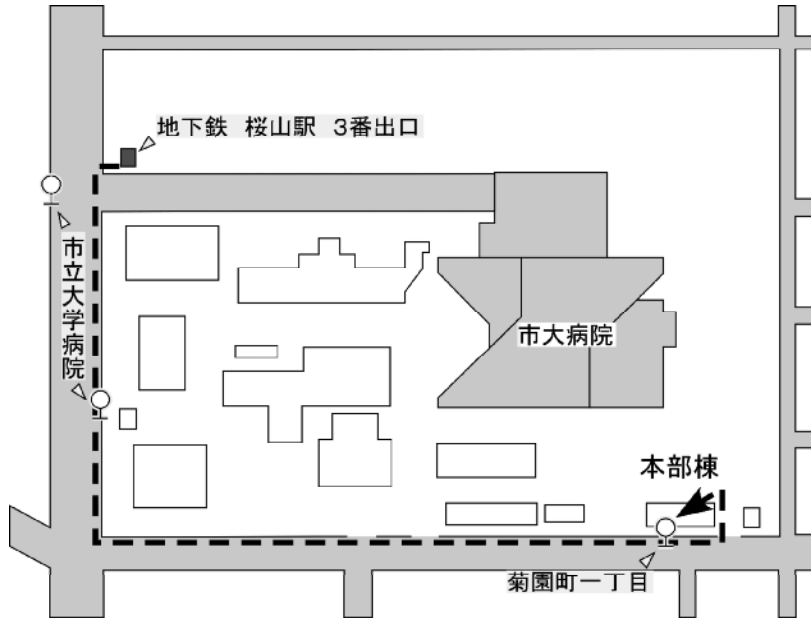 地下鉄 桜山駅 3番出口
市立大学病院
市大病院
本部棟
菊園町一丁目